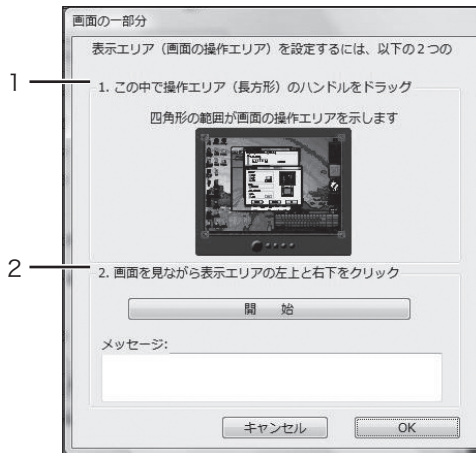 画面の一部分
表示エリア（画面の操作エリア）を設定するには、以下の２つの
1
1. この中で操作エリア（長方形）のハンドルをドラッグ
四角形の範囲が画面の操作エリアを示します
2
2. 画面を見ながら表示エリアの左上と右下をクリック
開　始
メッセージ:
キャンセル
OK